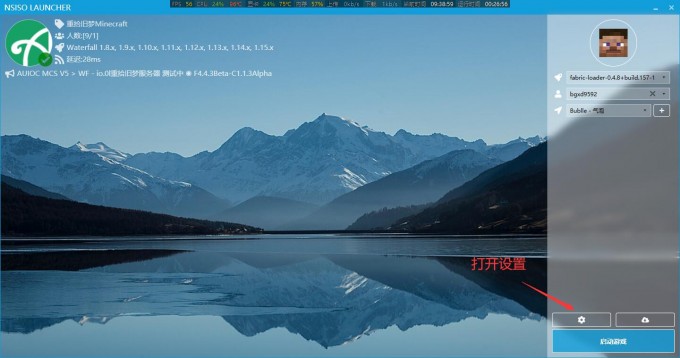 NSISO LAUNCHER
FPS 56 CPU 24% 96℃ 显卡 24% 75℃ 内存 57% 上传 0kb/s 下载 1kb/s 当前时间 09:38:59 运行时间 00:26:56
重拾旧梦Minecraft
人数:[9/1]
Waterfall 1.8.x, 1.9.x, 1.10.x, 1.11.x, 1.12.x, 1.13.x, 1.14.x, 1.15.x
延迟:28ms
AUIOC MCS V5 > WF - io.0I重拾旧梦服务器 测试中 ◉ F4.4.3Beta-C1.1.3Alpha
fabric-loader-0.4.8+build.157-1
bgxd9592
Bublle - 气泡
打开设置
启动游戏